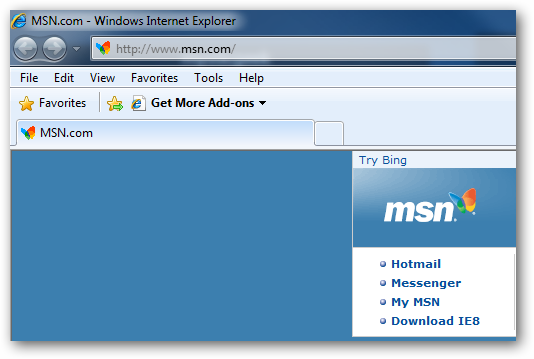 MSN.com - Windows Internet Explorer
http://www.msn.com/
File Edit View Favorites Tools Help
Favorites Get More Add-ons
MSN.com
Try Bing
msn
Hotmail
Messenger
My MSN
Download IE8